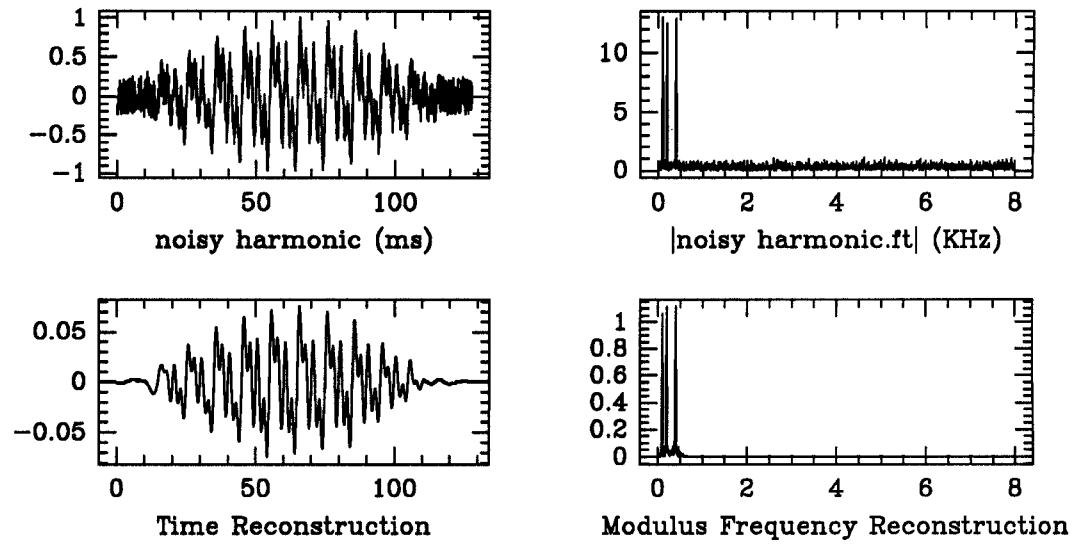 1
0.5
0
−0.5
−1
0 50 100
noisy harmonic (ms)
10
5
0
0 2 4 6 8
|noisy harmonic.ft| (KHz)
0.05
0
−0.05
0 50 100
Time Reconstruction
1
0.8
0.6
0.4
0.2
0
0 2 4 6 8
Modulus Frequency Reconstruction